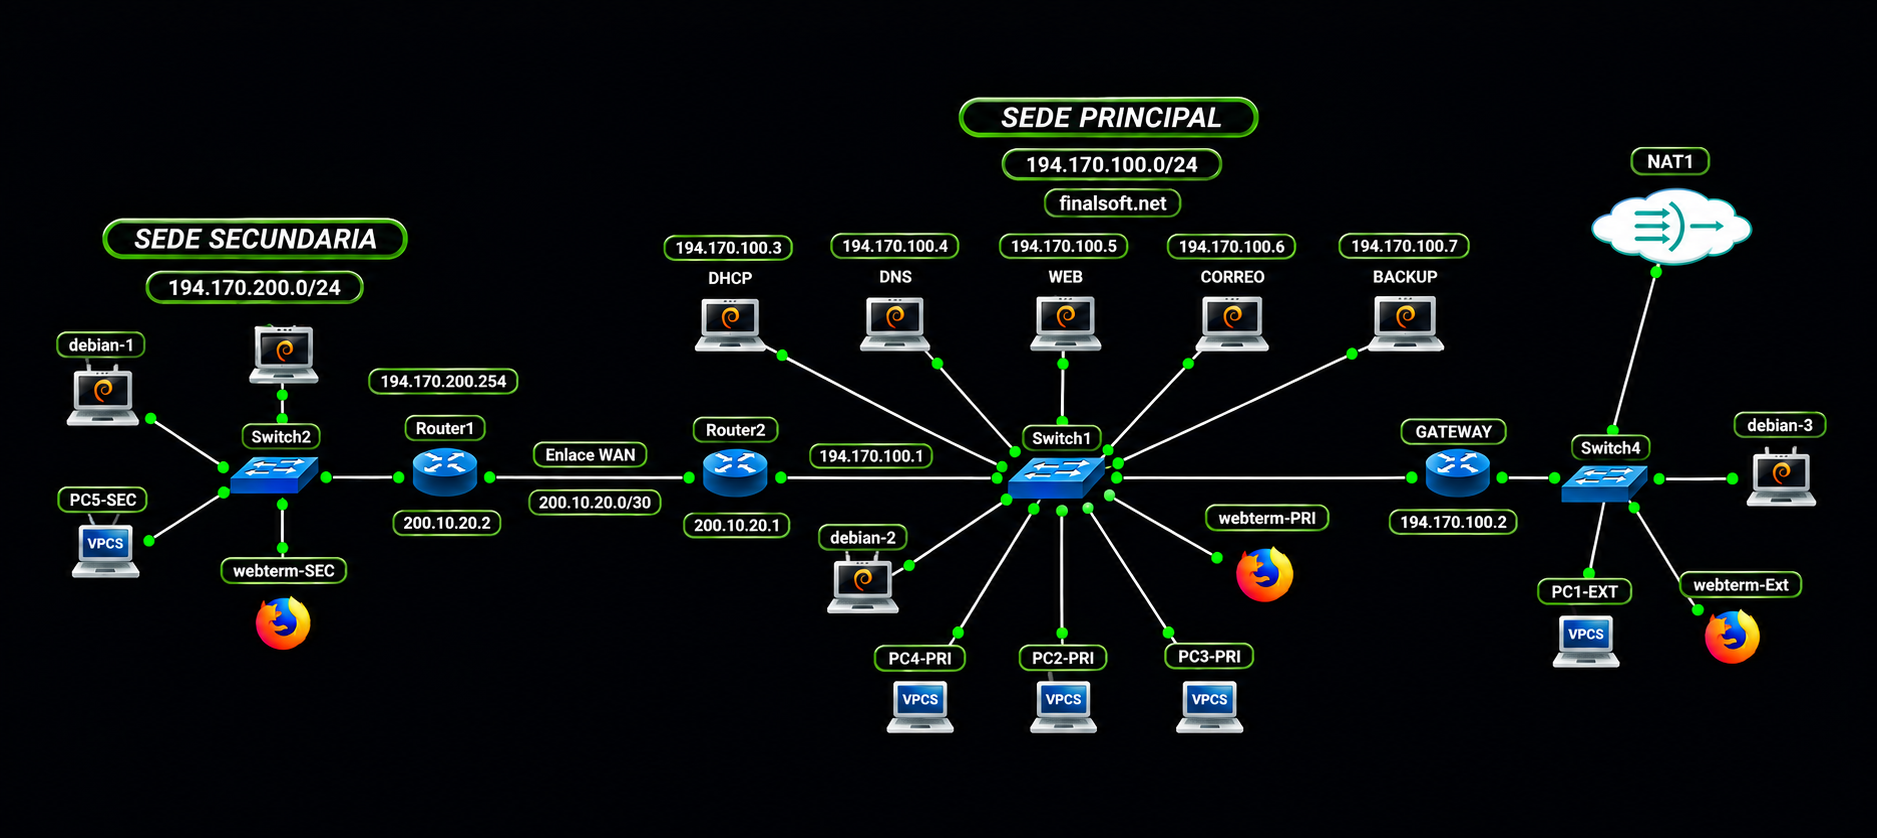 SEDE PRINCIPAL
194.170.100.0/24
finalsoft.net
NAT1
SEDE SECUNDARIA
194.170.200.0/24
194.170.100.3
DHCP
194.170.100.4
DNS
194.170.100.5
WEB
194.170.100.6
CORREO
194.170.100.7
BACKUP
debian-1
194.170.200.254
Switch2
Router1
Enlace WAN
Router2
194.170.100.1
Switch1
GATEWAY
Switch4
debian-3
PC5-SEC
VPCS
200.10.20.2
200.10.20.0/30
200.10.20.1
194.170.100.2
webterm-SEC
debian-2
webterm-PRI
PC1-EXT
VPCS
webterm-Ext
PC4-PRI
VPCS
PC2-PRI
VPCS
PC3-PRI
VPCS